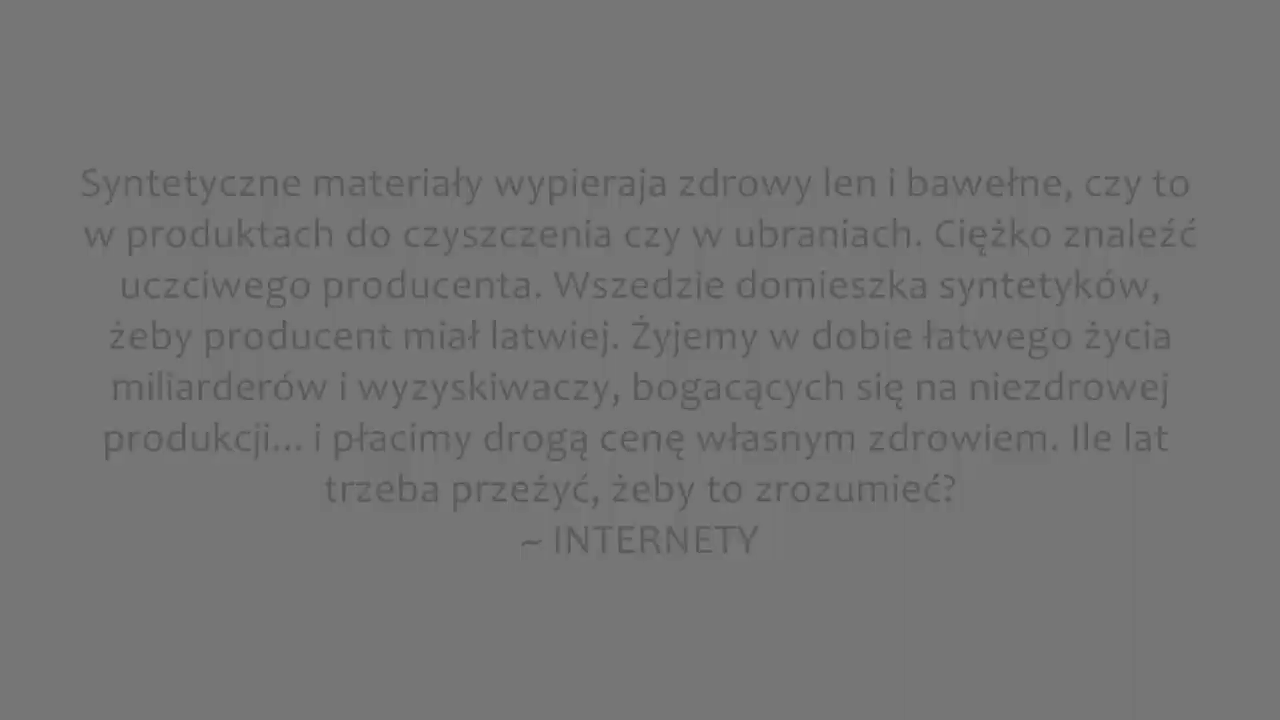 Syntetyczne materiały wypieraja zdrowy len i bawełne, czy to
w produktach do czyszczenia czy w ubraniach. Ciężko znaleźć
uczciwego producenta. Wszedzie domieszka syntetyków,
żeby producent miał latwiej. Żyjemy w dobie łatwego życia
miliarderów i wyzyskiwaczy, bogacących się na niezdrowej
produkcji... i płacimy drogą cenę własnym zdrowiem. Ile lat
trzeba przeżyć, żeby to zrozumieć?
~ INTERNETY